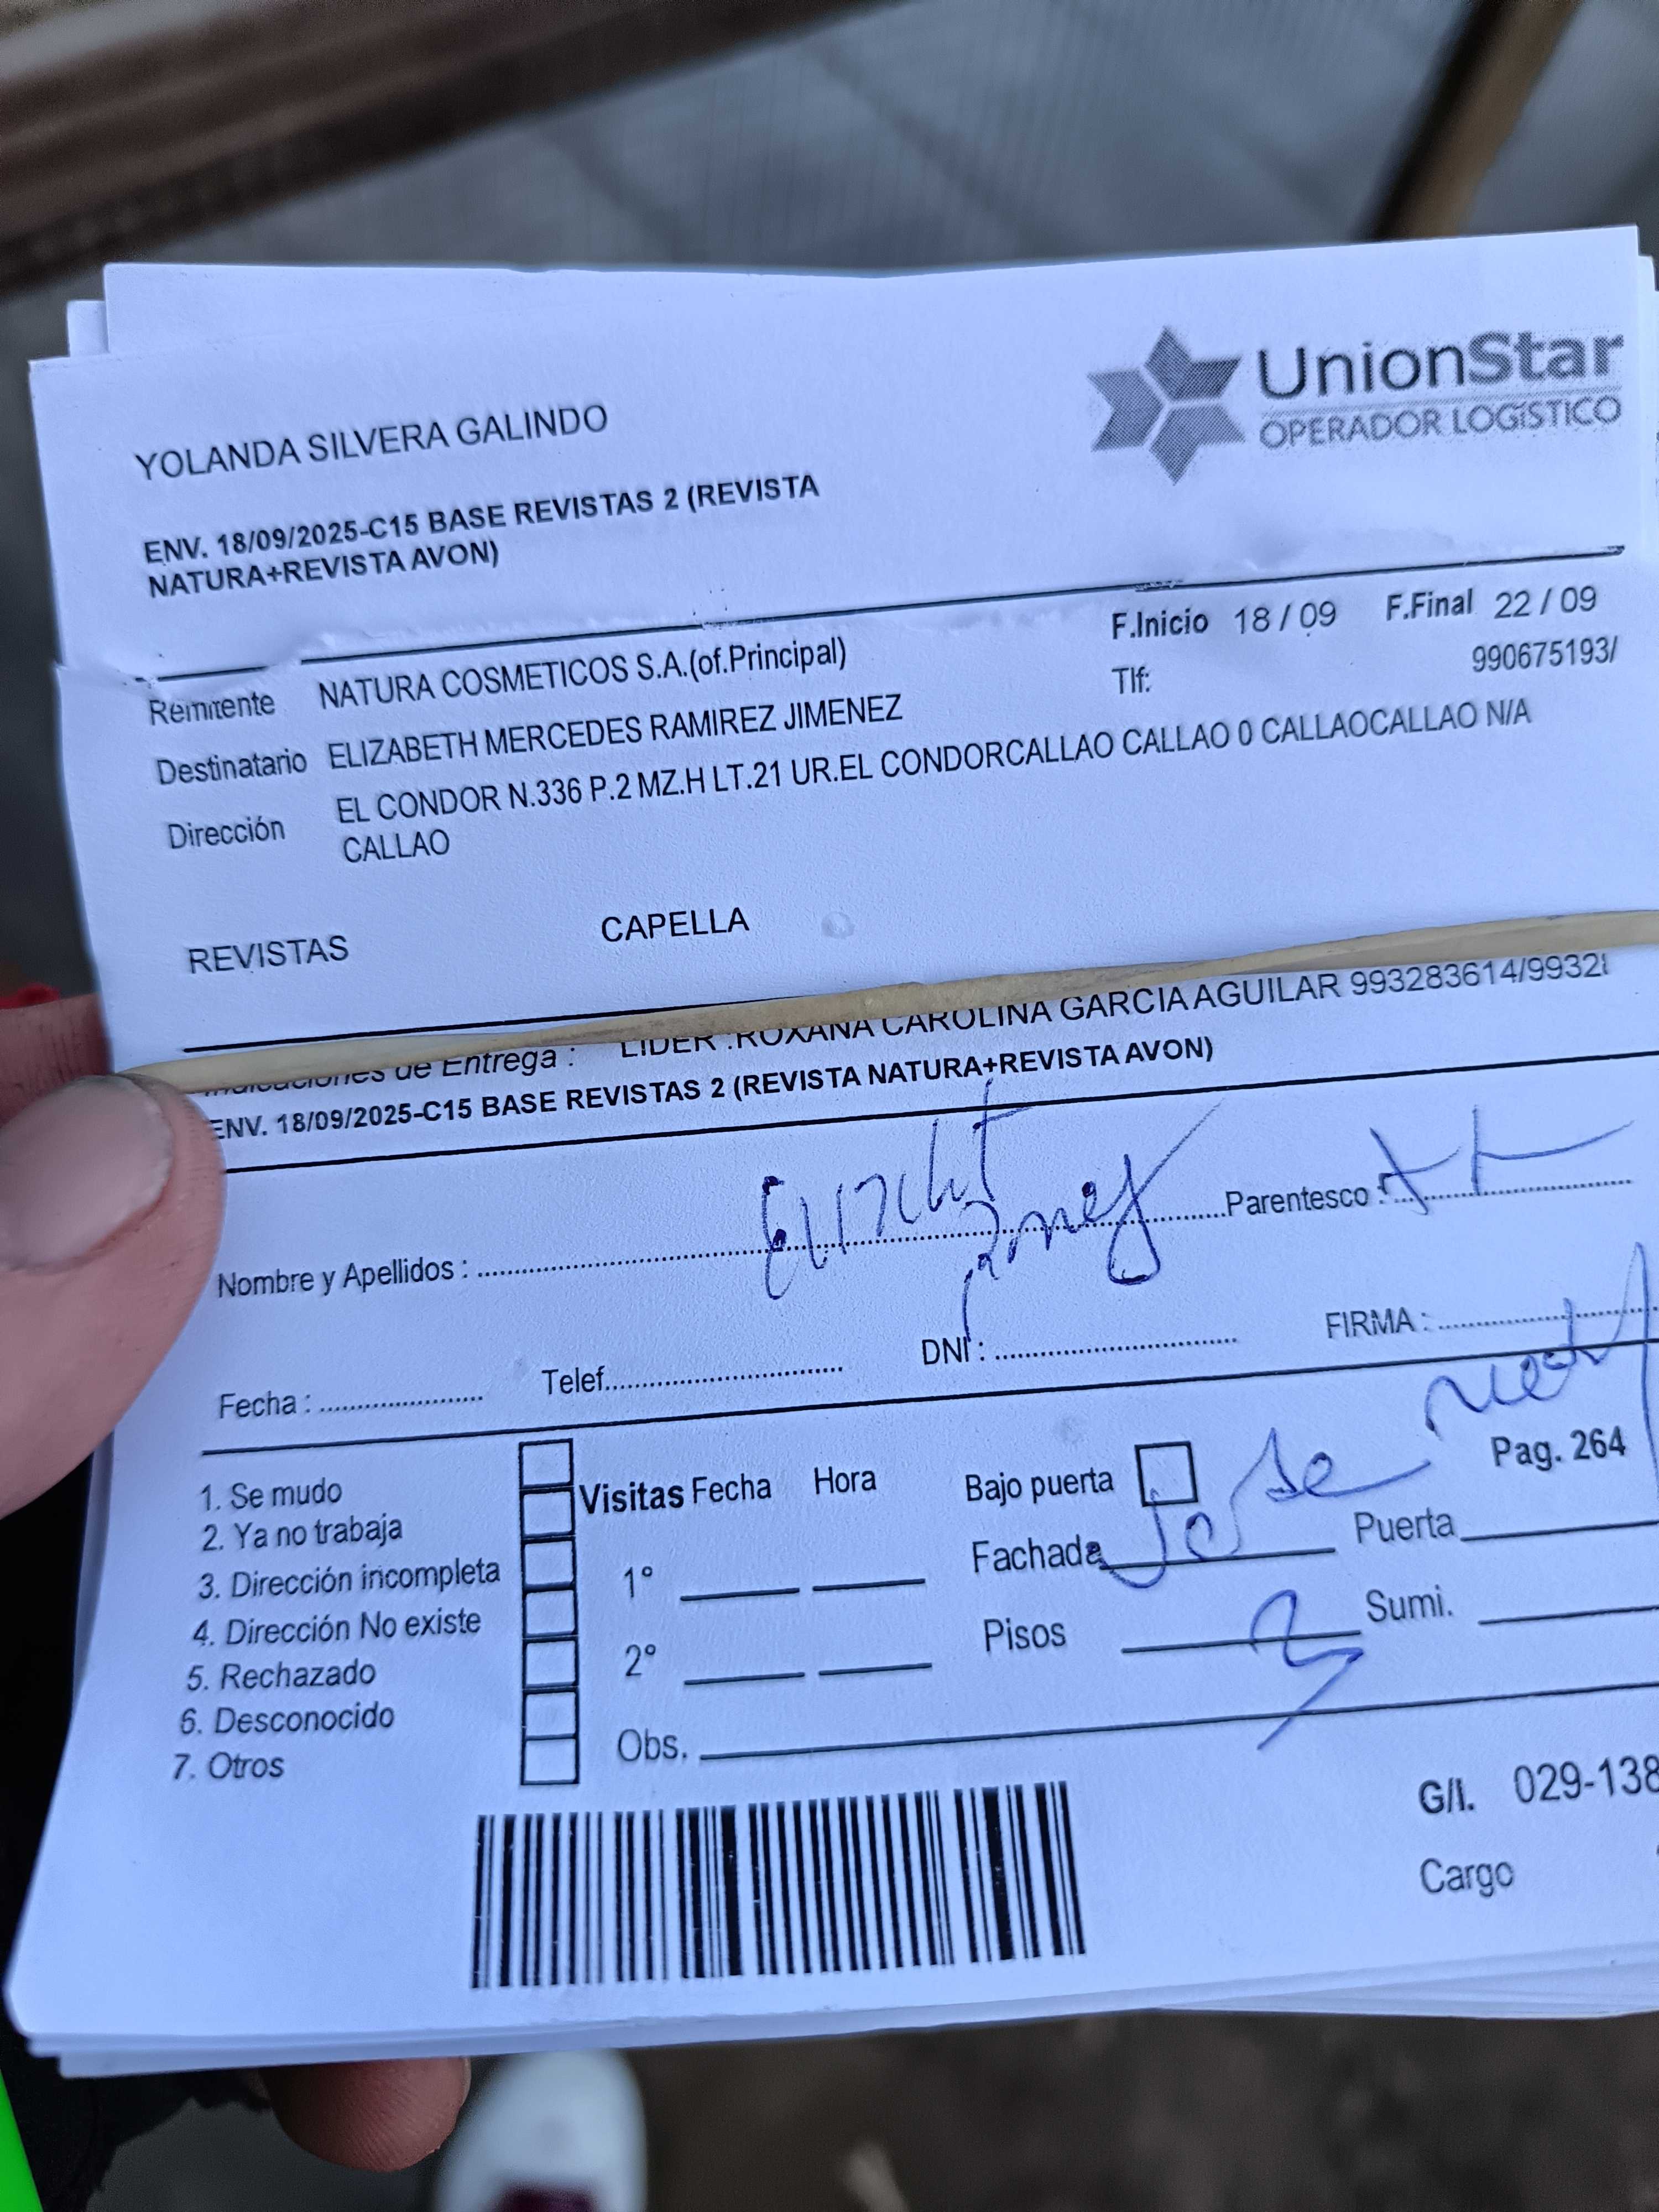 UnionStar
OPERADOR LOGÍSTICO
YOLANDA SILVERA GALINDO
ENV. 18/09/2025-C15 BASE REVISTAS 2 (REVISTA
NATURA+REVISTA AVON)
F.Inicio 18 / 09 F.Final 22 / 09
Remitente NATURA COSMETICOS S.A.(of.Principal)
Tlf: 990675193/
Destinatario ELIZABETH MERCEDES RAMIREZ JIMENEZ
Dirección EL CONDOR N.336 P.2 MZ.H LT.21 UR.EL CONDORCALLAO CALLAO 0 CALLAOCALLAO N/A
CALLAO
REVISTAS CAPELLA
Indicaciones de Entrega : LIDER :ROXANA CAROLINA GARCIA AGUILAR 993283614/9932
ENV. 18/09/2025-C15 BASE REVISTAS 2 (REVISTA NATURA+REVISTA AVON)
Nombre y Apellidos : Parentesco :
Fecha : Telef. DNI : FIRMA :
Pag. 264
1. Se mudo
2. Ya no trabaja
3. Dirección incompleta
4. Dirección No existe
5. Rechazado
6. Desconocido
7. Otros
Visitas Fecha Hora
1°
2°
Obs.
Bajo puerta
Fachada Puerta
Pisos Sumi.
G/I. 029-138
Cargo